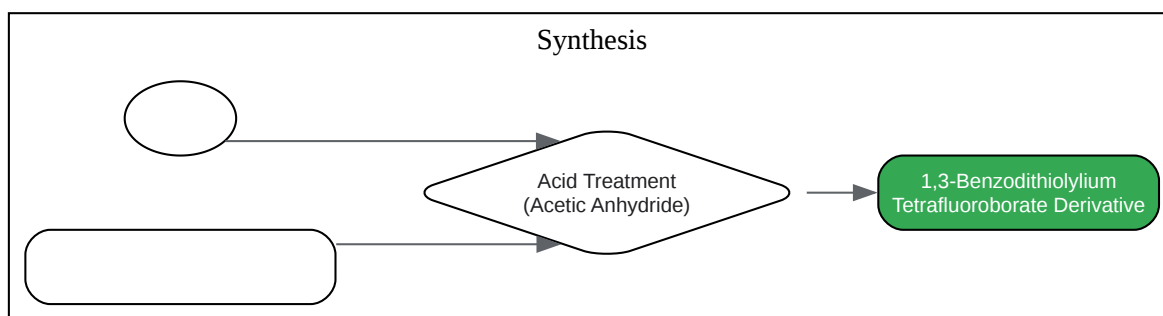 Synthesis
Acid Treatment
(Acetic Anhydride)
1,3-Benzodithiolylium
Tetrafluoroborate Derivative